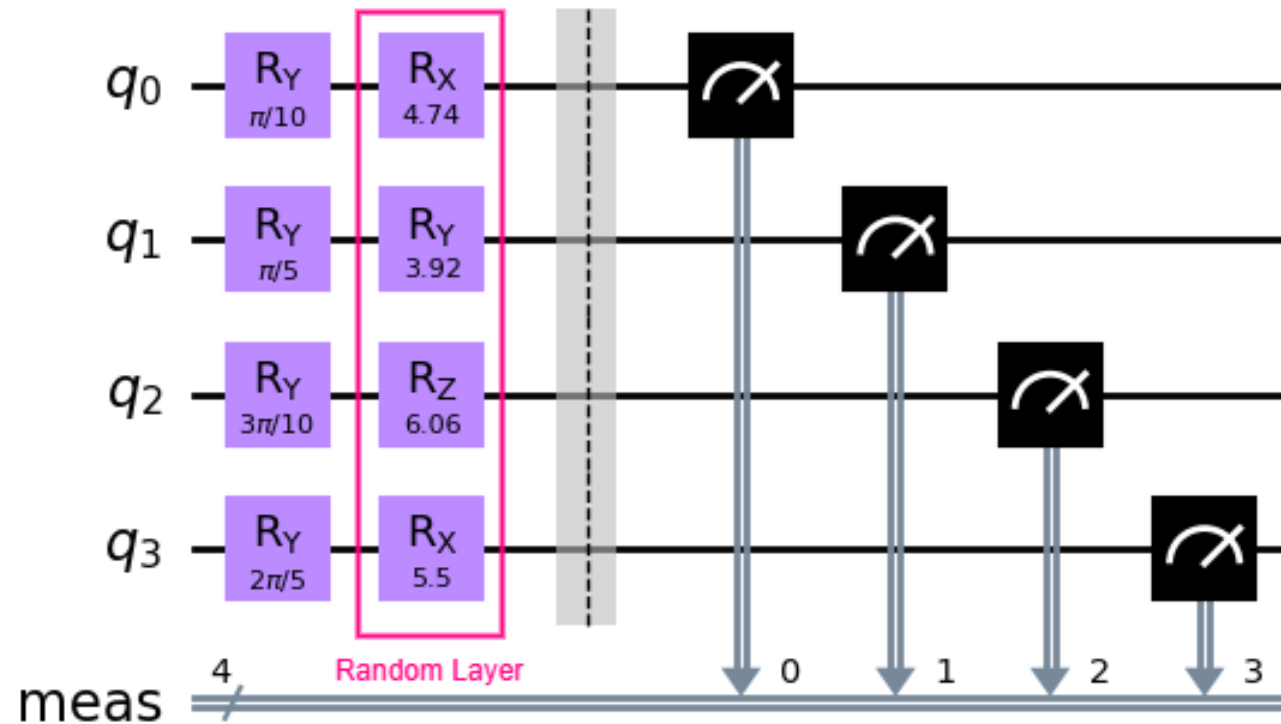 q0 RY π/10 RX 4.74
q1 RY π/5 RY 3.92
q2 RY 3π/10 RZ 6.06
q3 RY 2π/5 RX 5.5
4 Random Layer 0 1 2 3
meas